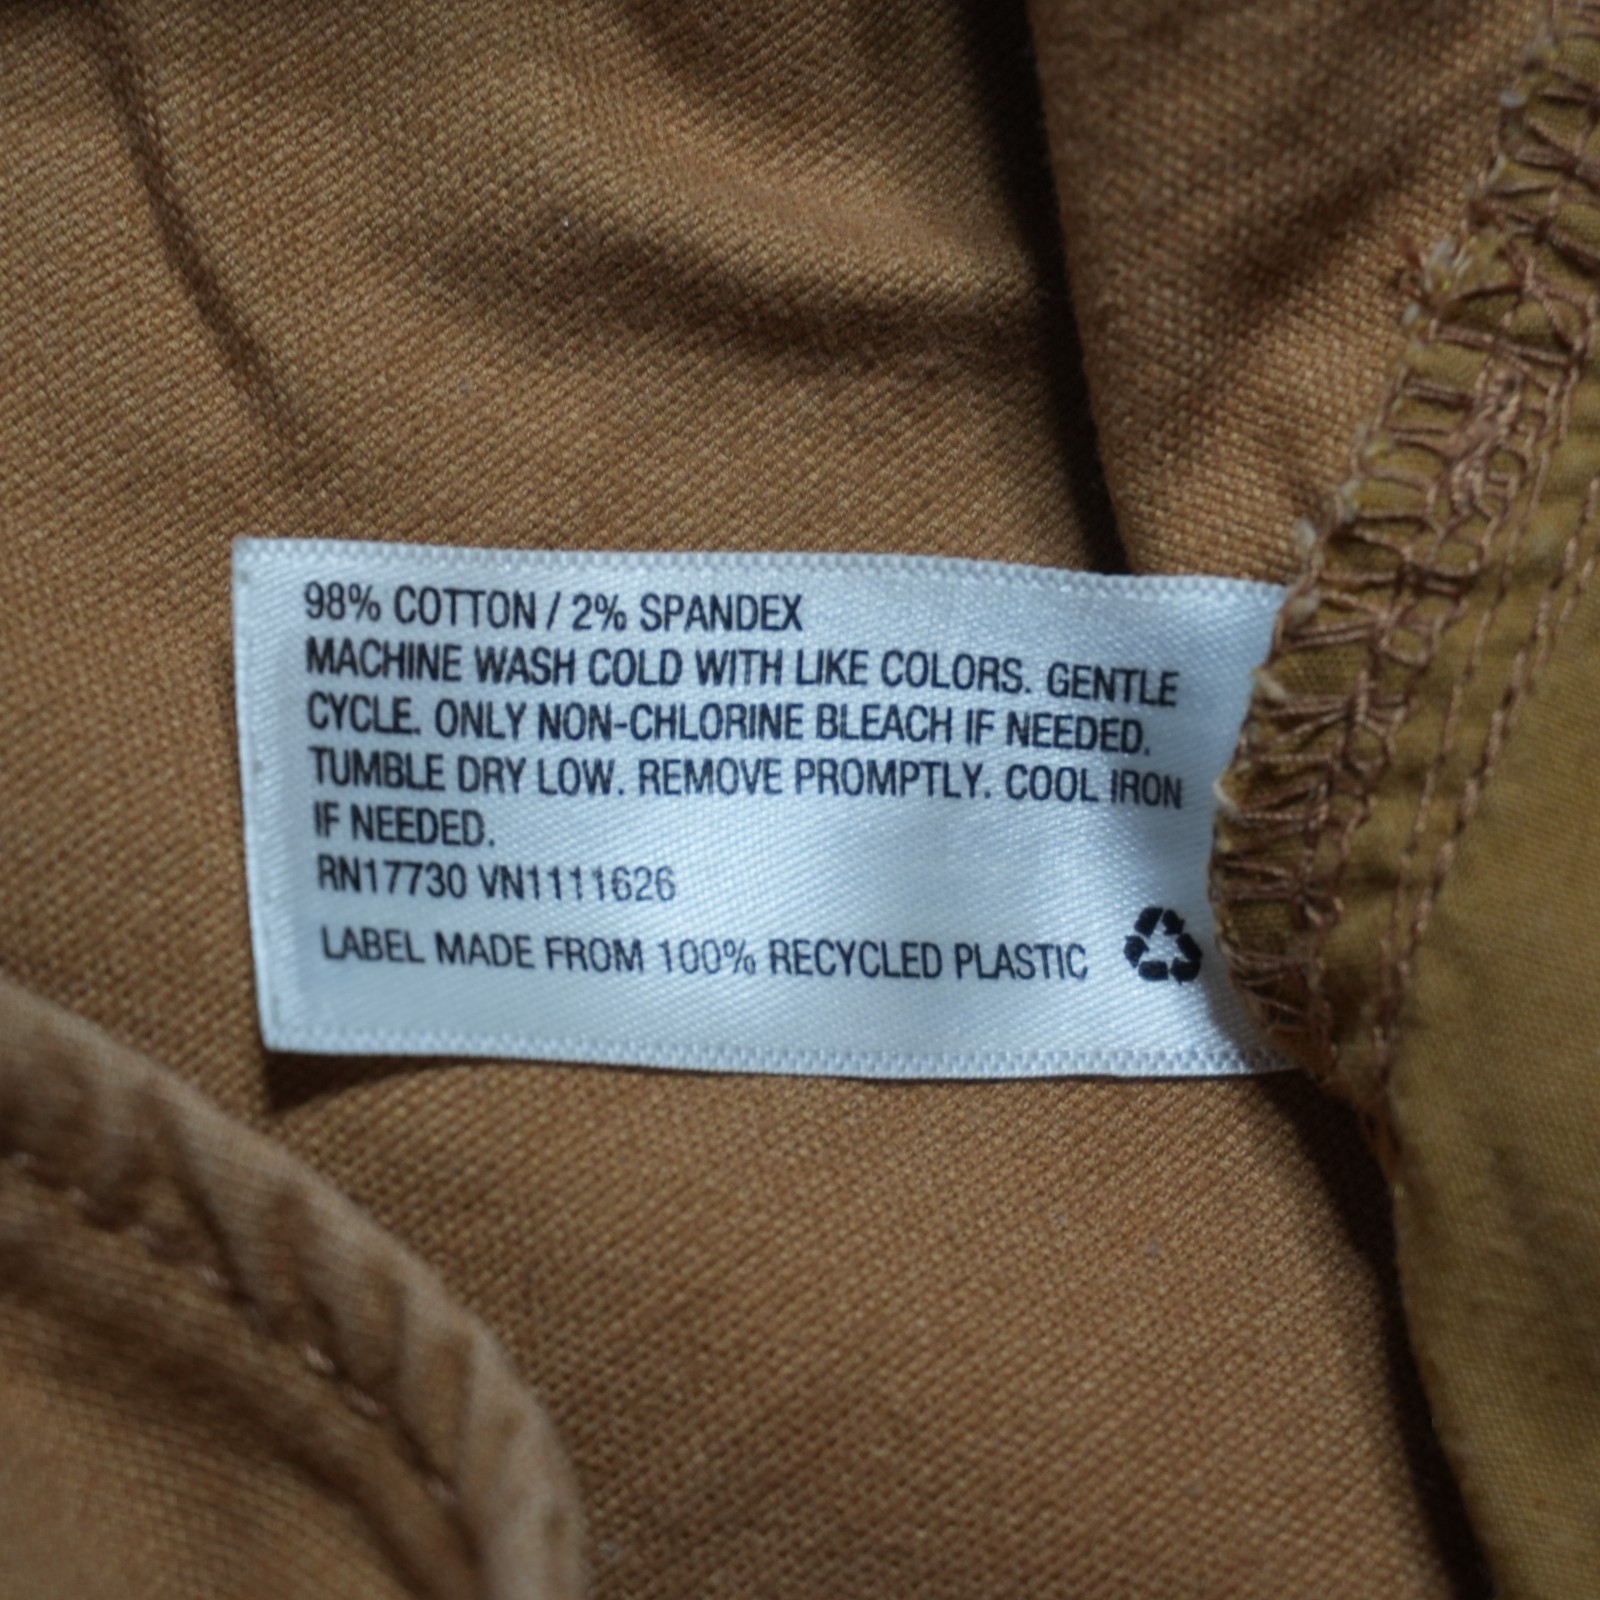 98% COTTON / 2% SPANDEX
MACHINE WASH COLD WITH LIKE COLORS. GENTLE
CYCLE. ONLY NON-CHLORINE BLEACH IF NEEDED.
TUMBLE DRY LOW. REMOVE PROMPTLY. COOL IRON
IF NEEDED.
RN17730 VN1111626
LABEL MADE FROM 100% RECYCLED PLASTIC